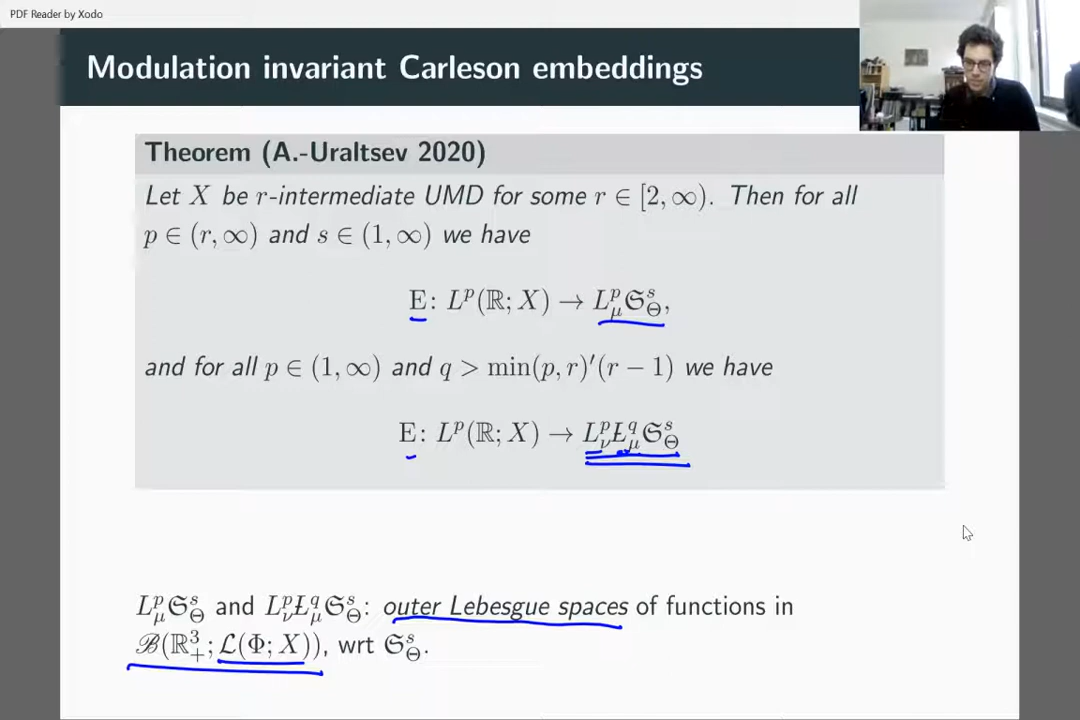 PDF Reader by Xodo
Modulation invariant Carleson embeddings
Theorem (A.-Uraltsev 2020)
Let X be r-intermediate UMD for some r ∈ [2, ∞). Then for all
p ∈ (r, ∞) and s ∈ (1, ∞) we have
E: L^p(ℝ; X) → L^p_μ 𝔖^s_Θ,
and for all p ∈ (1, ∞) and q > min(p, r)′(r − 1) we have
E: L^p(ℝ; X) → L^p_ν Ł^q_μ 𝔖^s_Θ
L^p_μ 𝔖^s_Θ and L^p_ν Ł^q_μ 𝔖^s_Θ: outer Lebesgue spaces of functions in
ℬ(ℝ^3_+; ℒ(Φ; X)), wrt 𝔖^s_Θ.